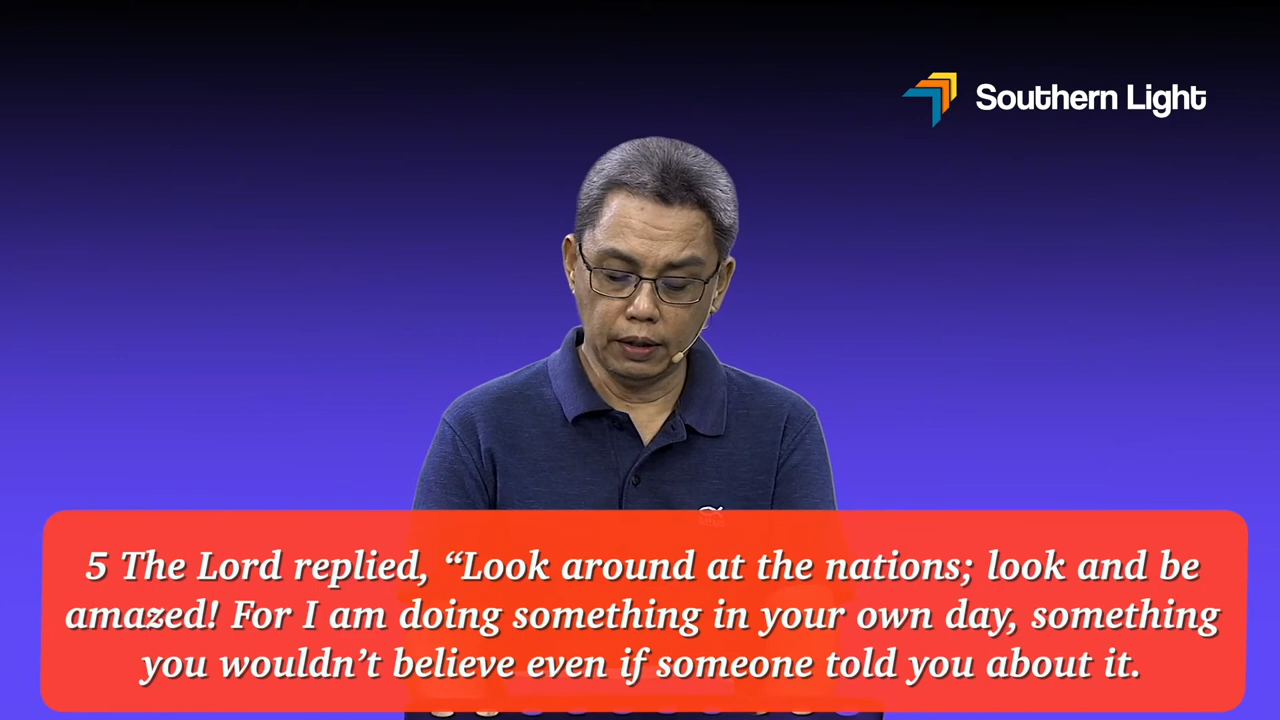 Southern Light
5 The Lord replied, “Look around at the nations; look and be
amazed! For I am doing something in your own day, something
you wouldn’t believe even if someone told you about it.